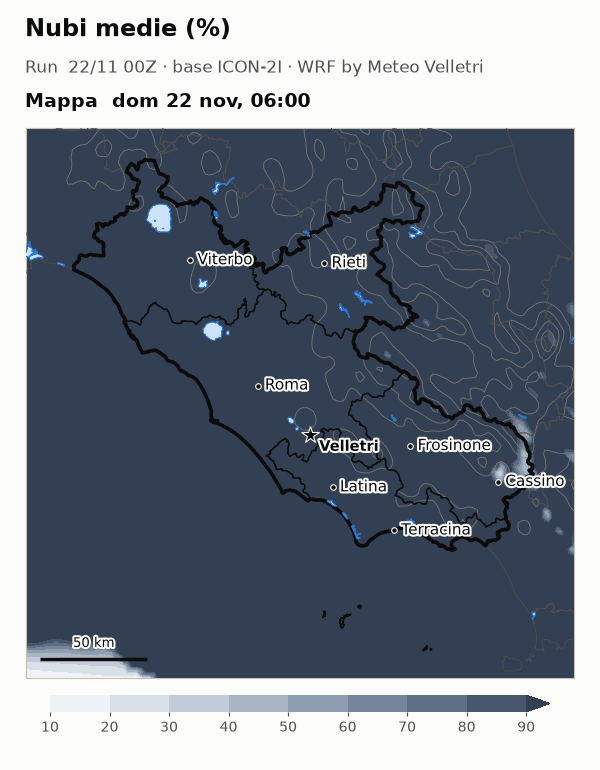 Nubi medie (%)
Run 22/11 00Z · base ICON-2I · WRF by Meteo Velletri
Mappa dom 22 nov, 06:00
Viterbo
Rieti
Roma
Velletri
Frosinone
Cassino
Latina
Terracina
50 km
10 20 30 40 50 60 70 80 90